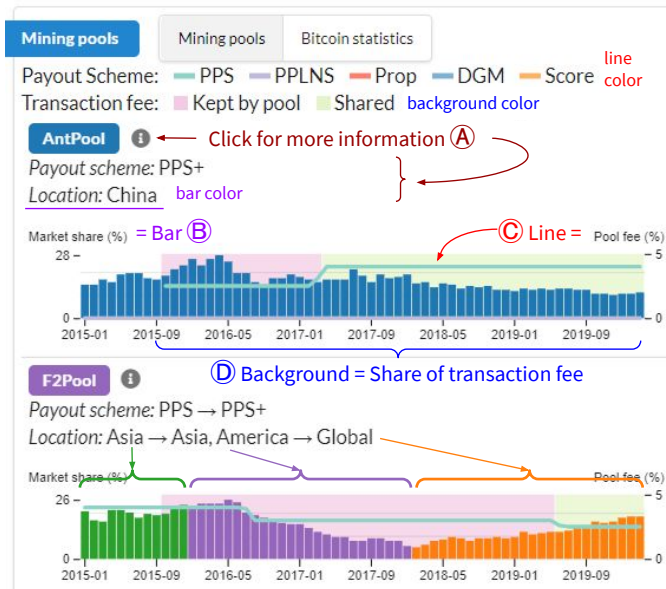 Mining pools Mining pools Bitcoin statistics
line color
Payout Scheme: PPS PPLNS Prop DGM Score
Transaction fee: Kept by pool Shared background color
AntPool i Click for more information Ⓐ
Payout scheme: PPS+
Location: China bar color
Market share (%) = Bar Ⓑ Ⓒ Line = Pool fee (%)
28 5
0 0
2015-01 2015-09 2016-05 2017-01 2017-09 2018-05 2019-01 2019-09
Ⓓ Background = Share of transaction fee
F2Pool i
Payout scheme: PPS → PPS+
Location: Asia → Asia, America → Global
Market share (%) Pool fee (%)
26 5
0 0
2015-01 2015-09 2016-05 2017-01 2017-09 2018-05 2019-01 2019-09